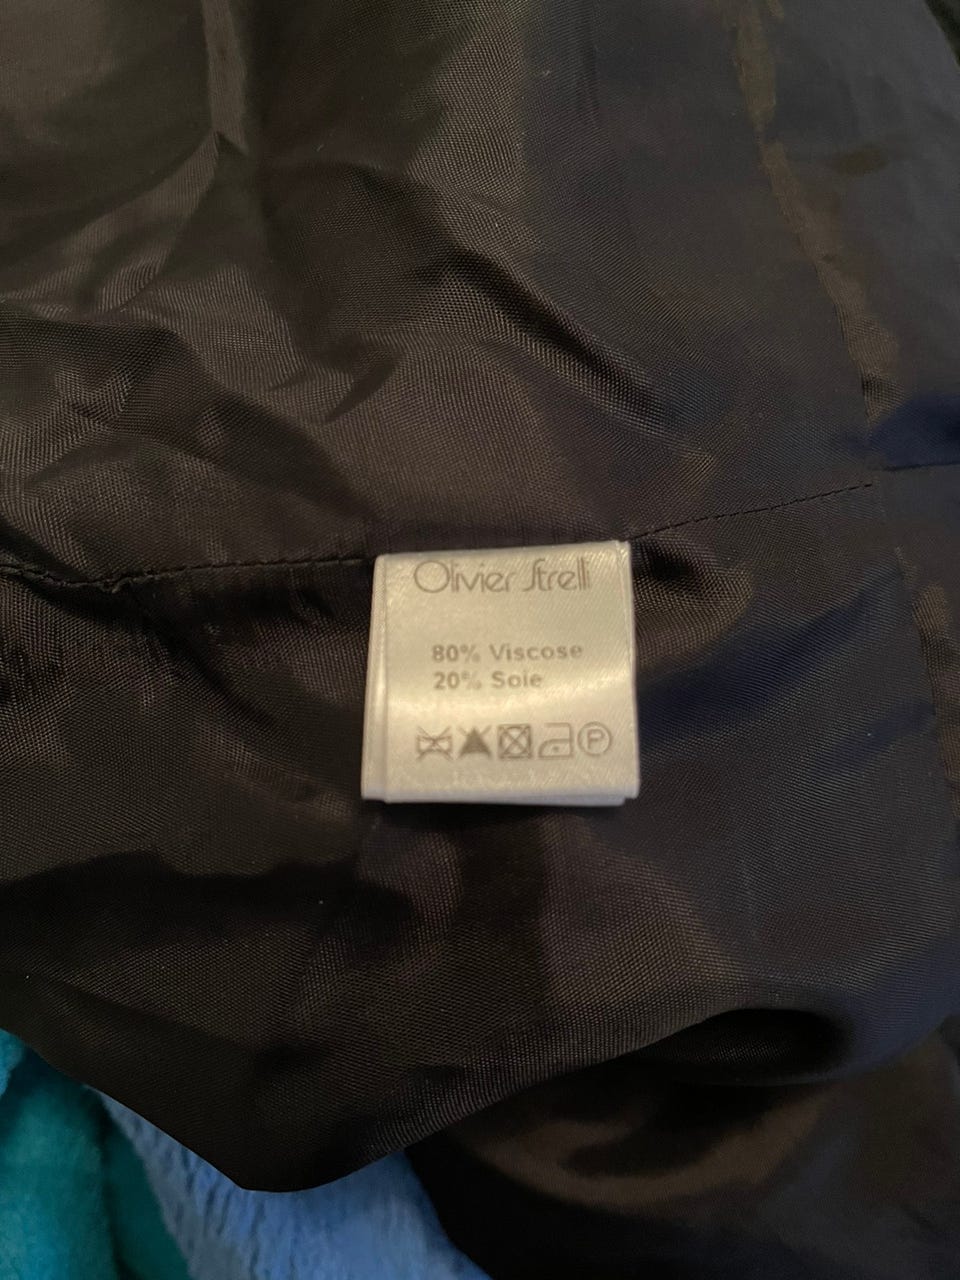 Olivier Strelli
80% Viscose
20% Soie
P